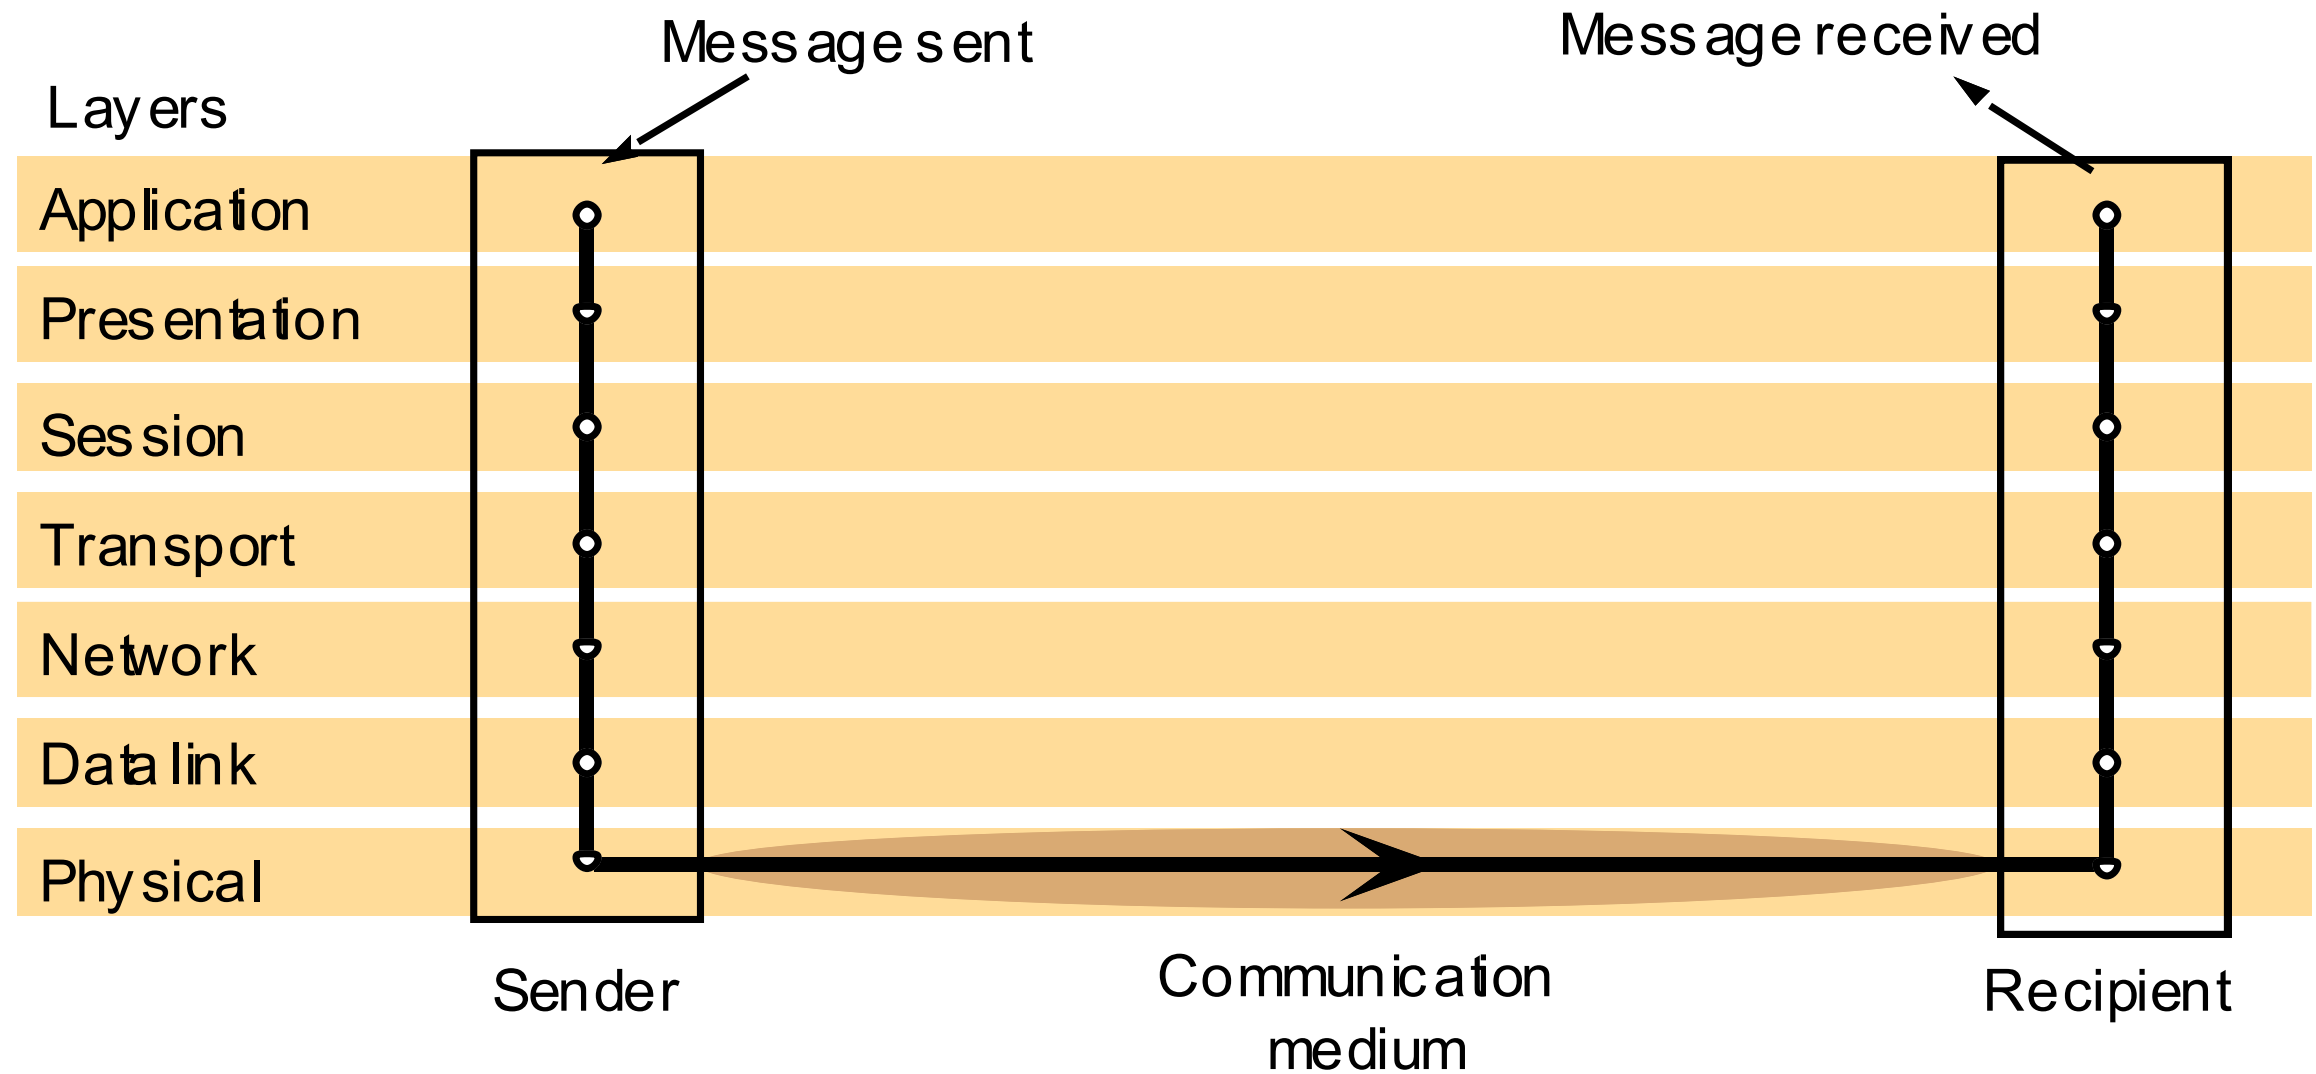 Message sent
Message received
Layers
Application
Presentation
Session
Transport
Network
Data link
Physical
Sender
Communication
medium
Recipient